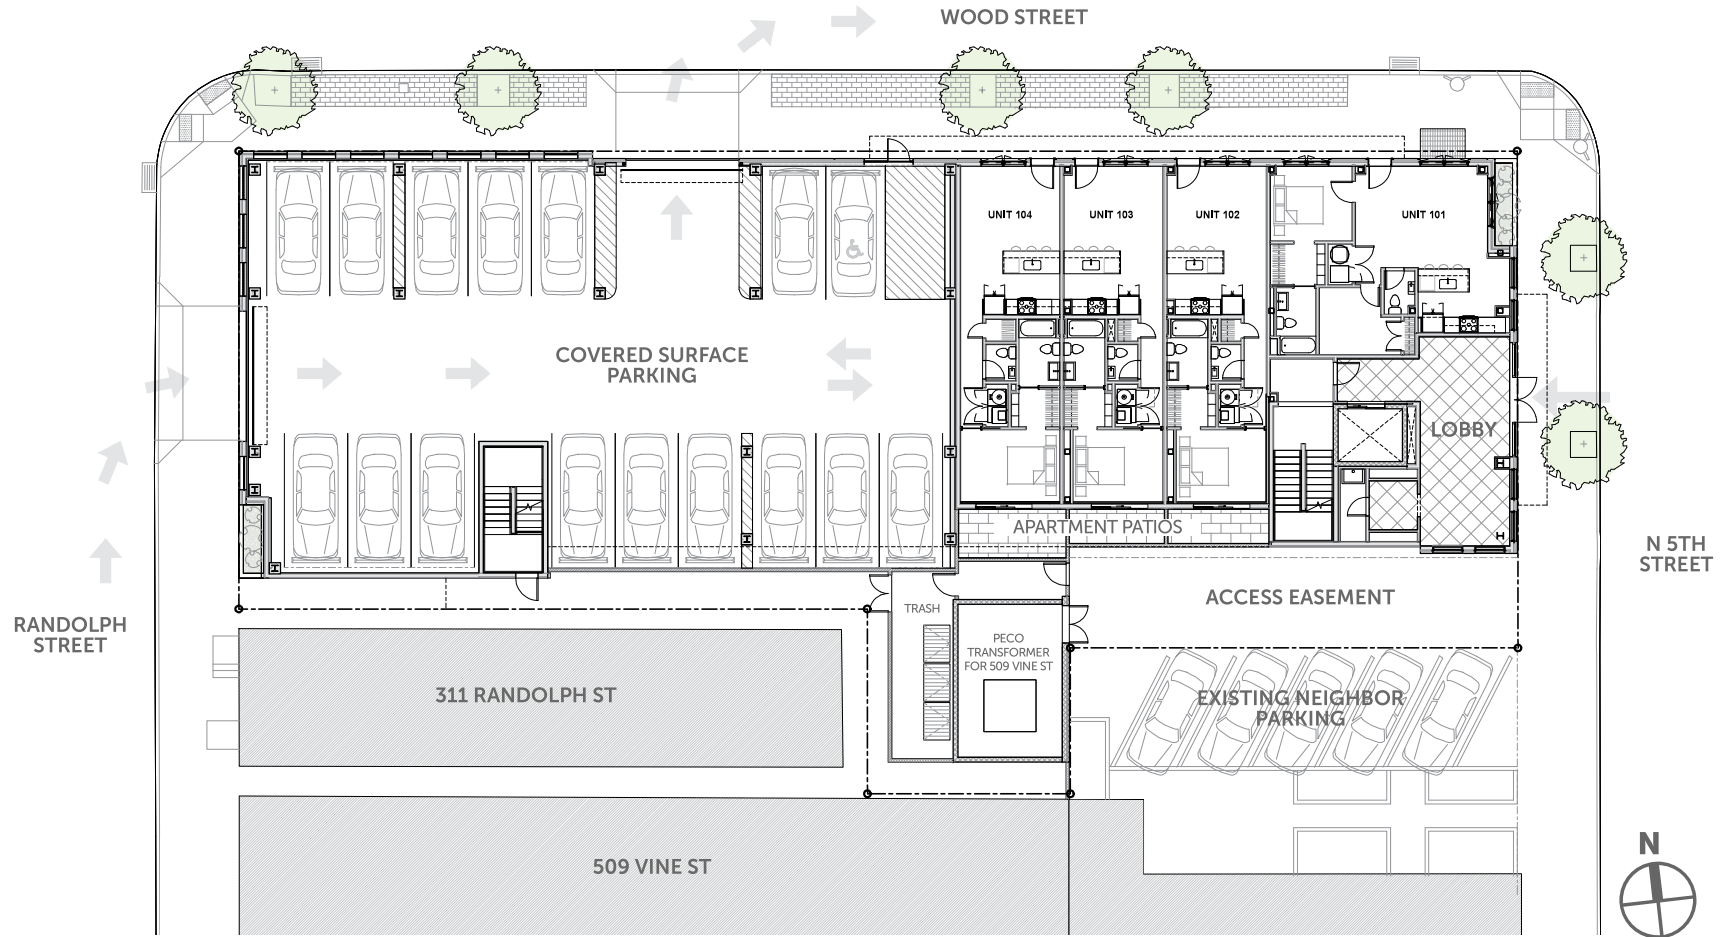 WOOD STREET
UNIT 104
UNIT 103
UNIT 102
UNIT 101
COVERED SURFACE
PARKING
LOBBY
APARTMENT PATIOS
N 5TH
STREET
ACCESS EASEMENT
RANDOLPH
STREET
TRASH
PECO
TRANSFORMER
FOR 509 VINE ST
311 RANDOLPH ST
EXISTING NEIGHBOR
PARKING
509 VINE ST
N